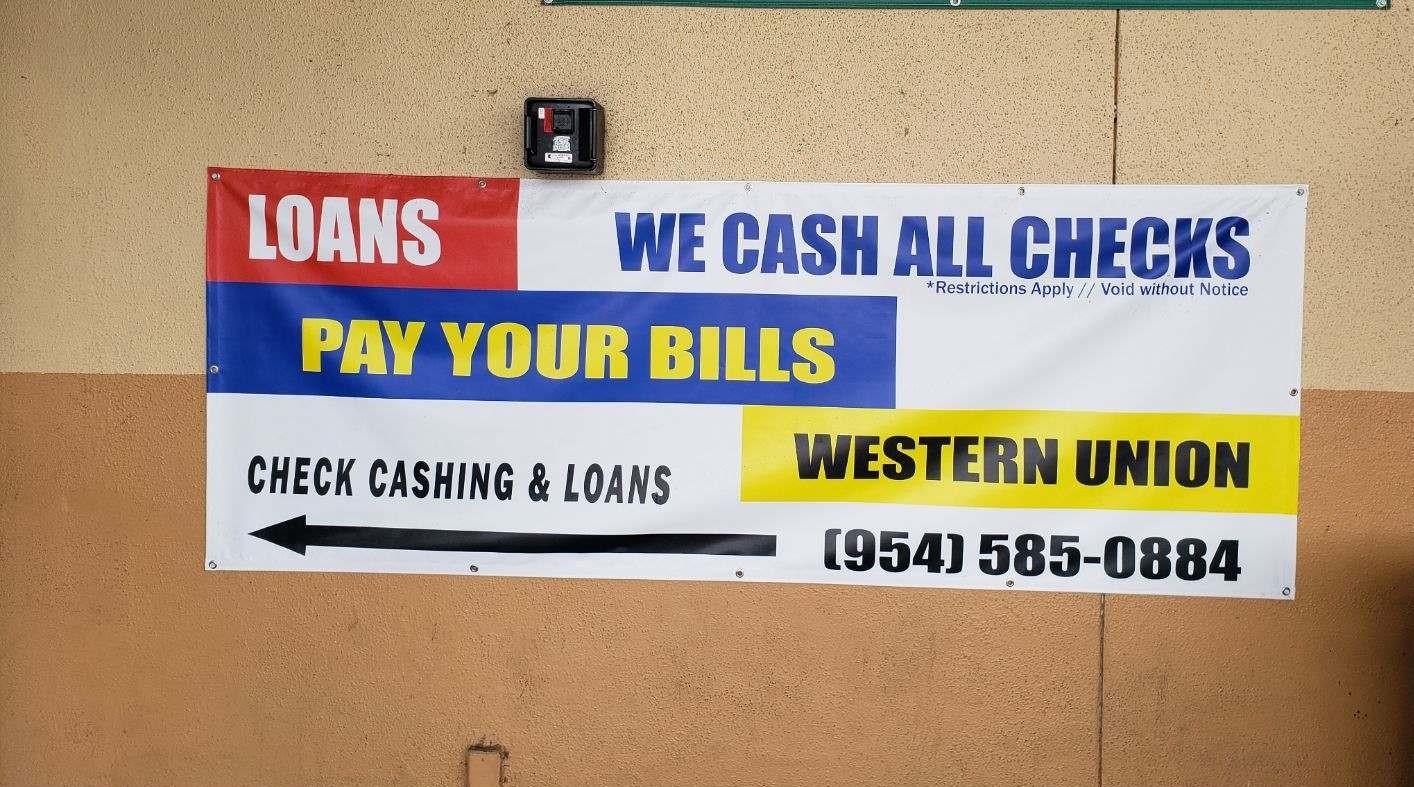 LOANS
WE CASH ALL CHECKS
*Restrictions Apply // Void without Notice
PAY YOUR BILLS
WESTERN UNION
CHECK CASHING & LOANS
(954) 585-0884